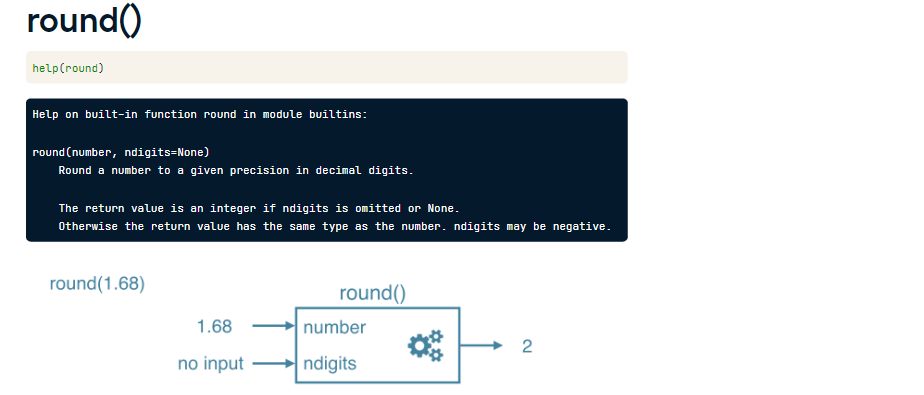 round()
help(round)
Help on built-in function round in module builtins:
round(number, ndigits=None)
Round a number to a given precision in decimal digits.
The return value is an integer if ndigits is omitted or None.
Otherwise the return value has the same type as the number. ndigits may be negative.
round(1.68)
round()
1.68
number
2
no input
ndigits